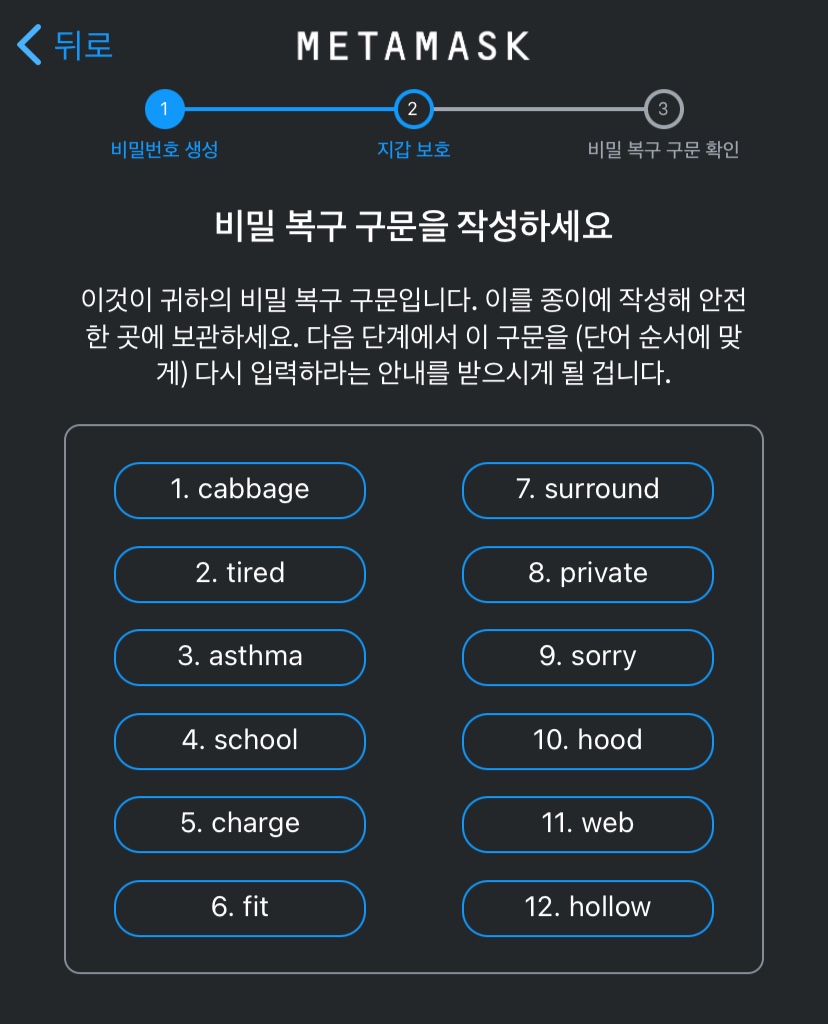 뒤로
METAMASK
1
2
3
비밀번호 생성
지갑 보호
비밀 복구 구문 확인
비밀 복구 구문을 작성하세요
이것이 귀하의 비밀 복구 구문입니다. 이를 종이에 작성해 안전
한 곳에 보관하세요. 다음 단계에서 이 구문을 (단어 순서에 맞
게) 다시 입력하라는 안내를 받으시게 될 겁니다.
1. cabbage
2. tired
3. asthma
4. school
5. charge
6. fit
7. surround
8. private
9. sorry
10. hood
11. web
12. hollow